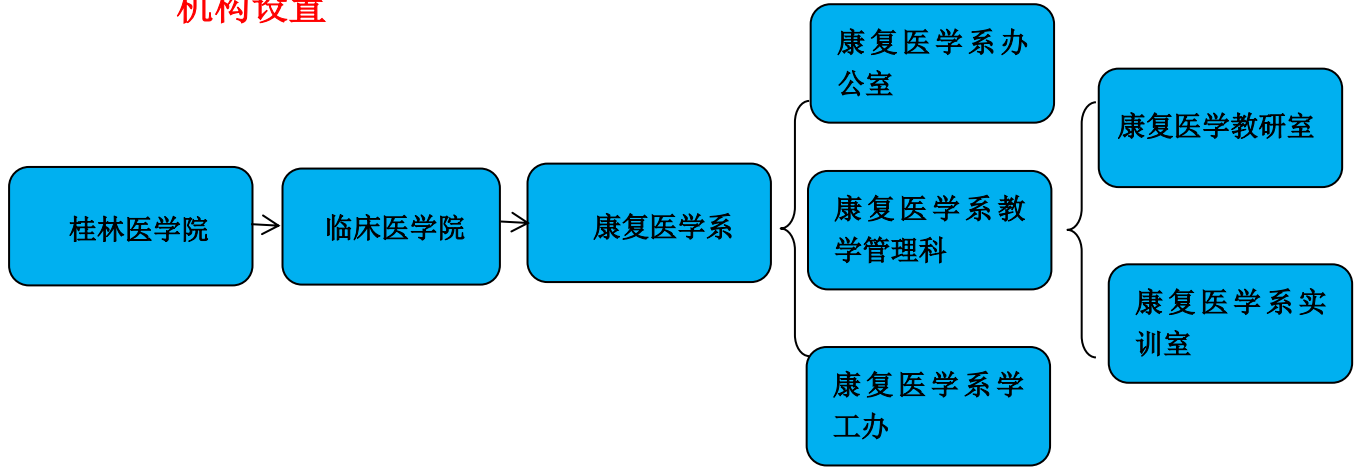 机构设置
康复医学系办
公室
康复医学教研室
桂林医学院
临床医学院
康复医学系
康复医学系教
学管理科
康复医学系实
训室
康复医学系学
工办